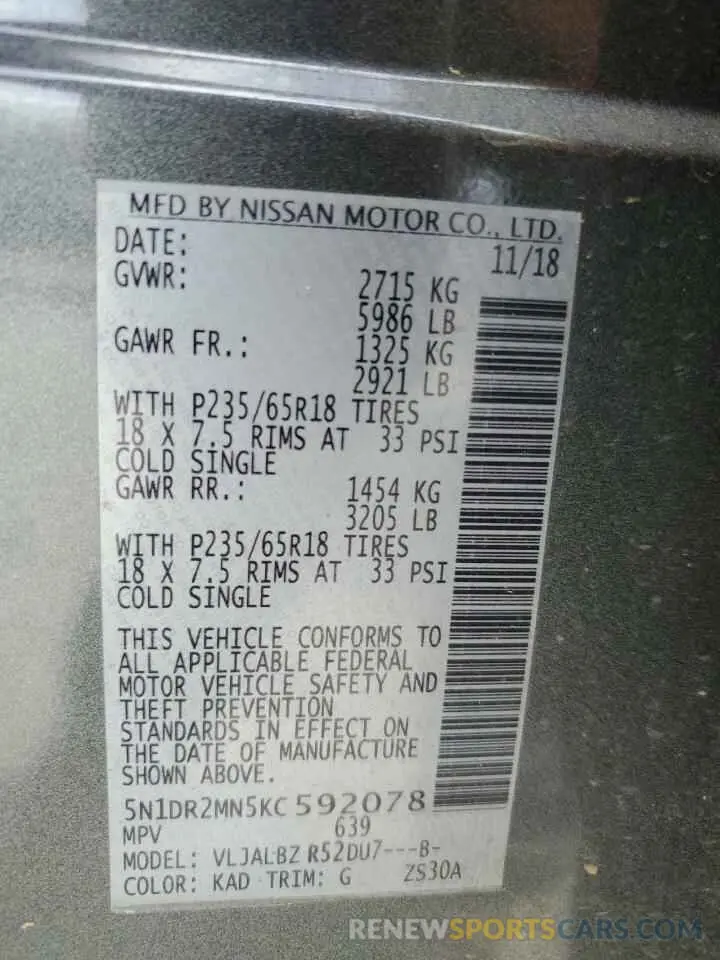 MFD BY NISSAN MOTOR CO., LTD.
DATE: 11/18
GVWR: 2715 KG
5986 LB
GAWR FR.: 1325 KG
2921 LB
WITH P235/65R18 TIRES
18 X 7.5 RIMS AT 33 PSI
COLD SINGLE
GAWR RR.: 1454 KG
3205 LB
WITH P235/65R18 TIRES
18 X 7.5 RIMS AT 33 PSI
COLD SINGLE
THIS VEHICLE CONFORMS TO
ALL APPLICABLE FEDERAL
MOTOR VEHICLE SAFETY AND
THEFT PREVENTION
STANDARDS IN EFFECT ON
THE DATE OF MANUFACTURE
SHOWN ABOVE.
5N1DR2MN5KC592078
MPV 639
MODEL: VLJALBZ R52DU7---B-
COLOR: KAD TRIM: G ZS30A
RENEWSPORTSCARS.COM